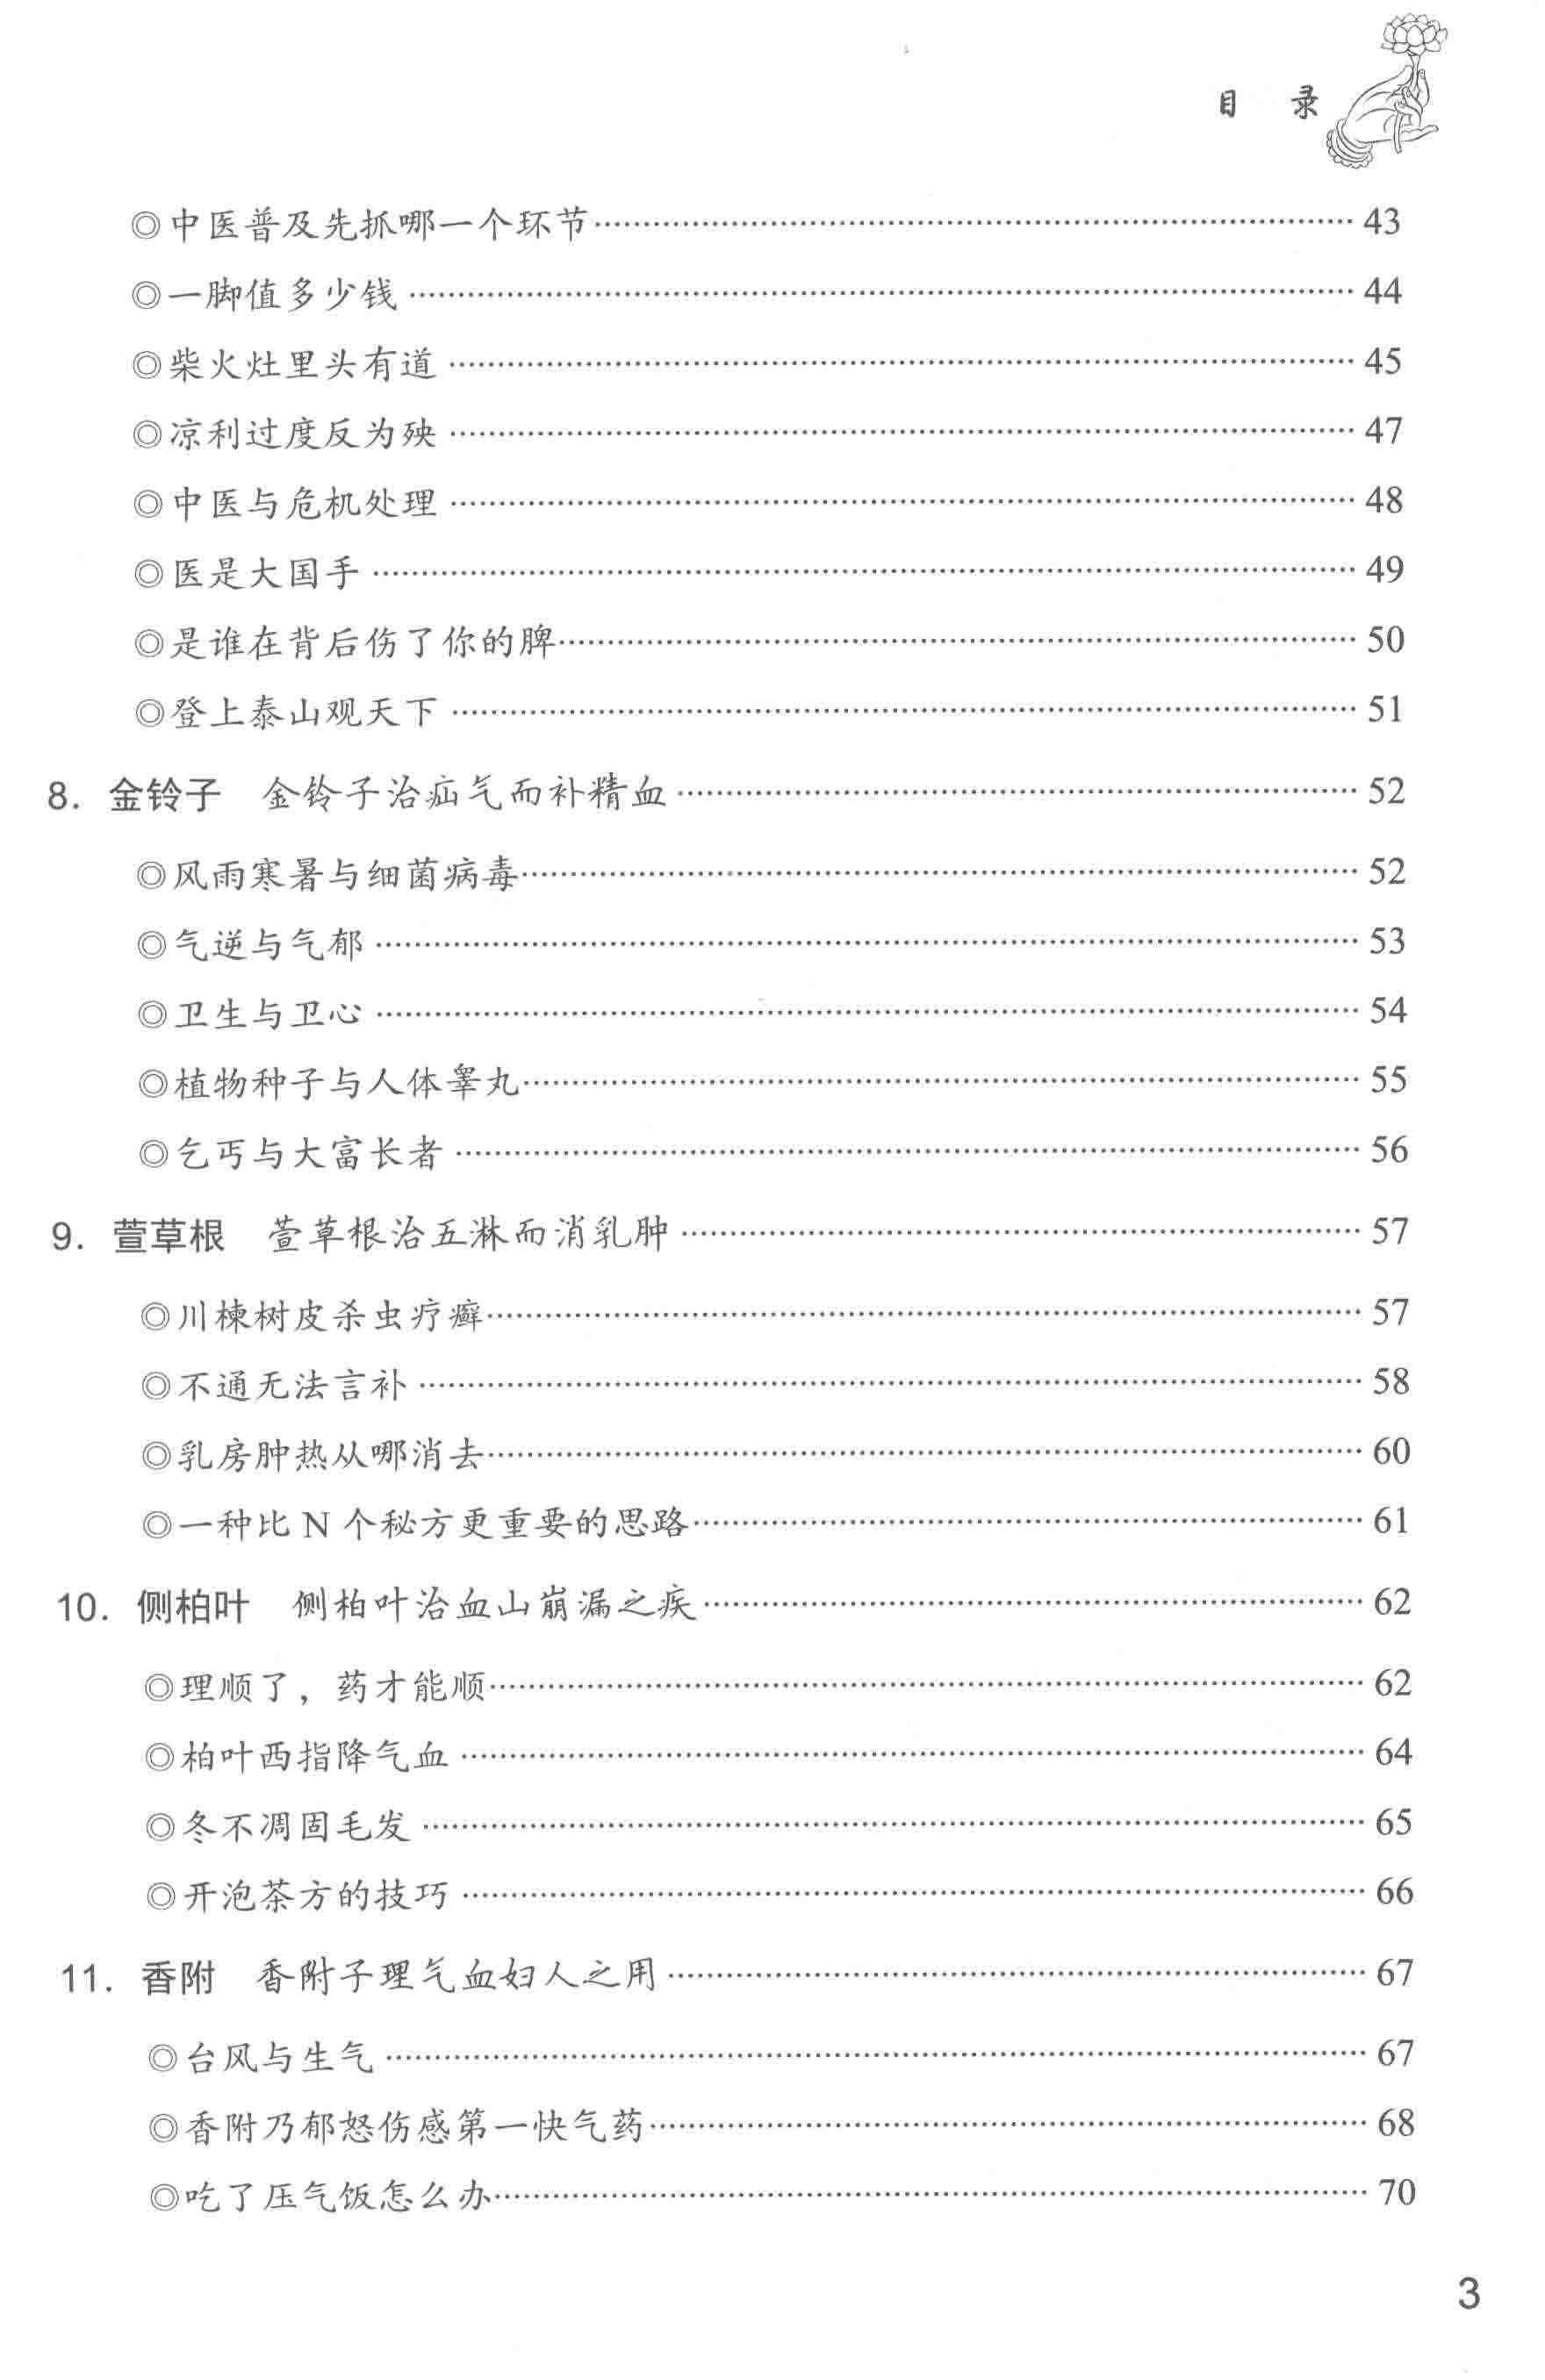 目 录
◎中医普及先抓哪一个环节…………43
◎一脚值多少钱…………44
◎柴火灶里头有道…………45
◎凉利过度反为殃…………47
◎中医与危机处理…………48
◎医是大国手…………49
◎是谁在背后伤了你的脾…………50
◎登上泰山观天下…………51
8. 金铃子 金铃子治疝气而补精血…………52
◎风雨寒暑与细菌病毒…………52
◎气逆与气郁…………53
◎卫生与卫心…………54
◎植物种子与人体睾丸…………55
◎乞丐与大富长者…………56
9. 萱草根 萱草根治五淋而消乳肿…………57
◎川楝树皮杀虫疗癣…………57
◎不通无法言补…………58
◎乳房肿热从哪消去…………60
◎一种比 N 个秘方更重要的思路…………61
10. 侧柏叶 侧柏叶治血山崩漏之疾…………62
◎理顺了，药才能顺…………62
◎柏叶西指降气血…………64
◎冬不凋固毛发…………65
◎开泡茶方的技巧…………66
11. 香附 香附子理气血妇人之用…………67
◎台风与生气…………67
◎香附乃郁怒伤感第一快气药…………68
◎吃了压气饭怎么办…………70
3